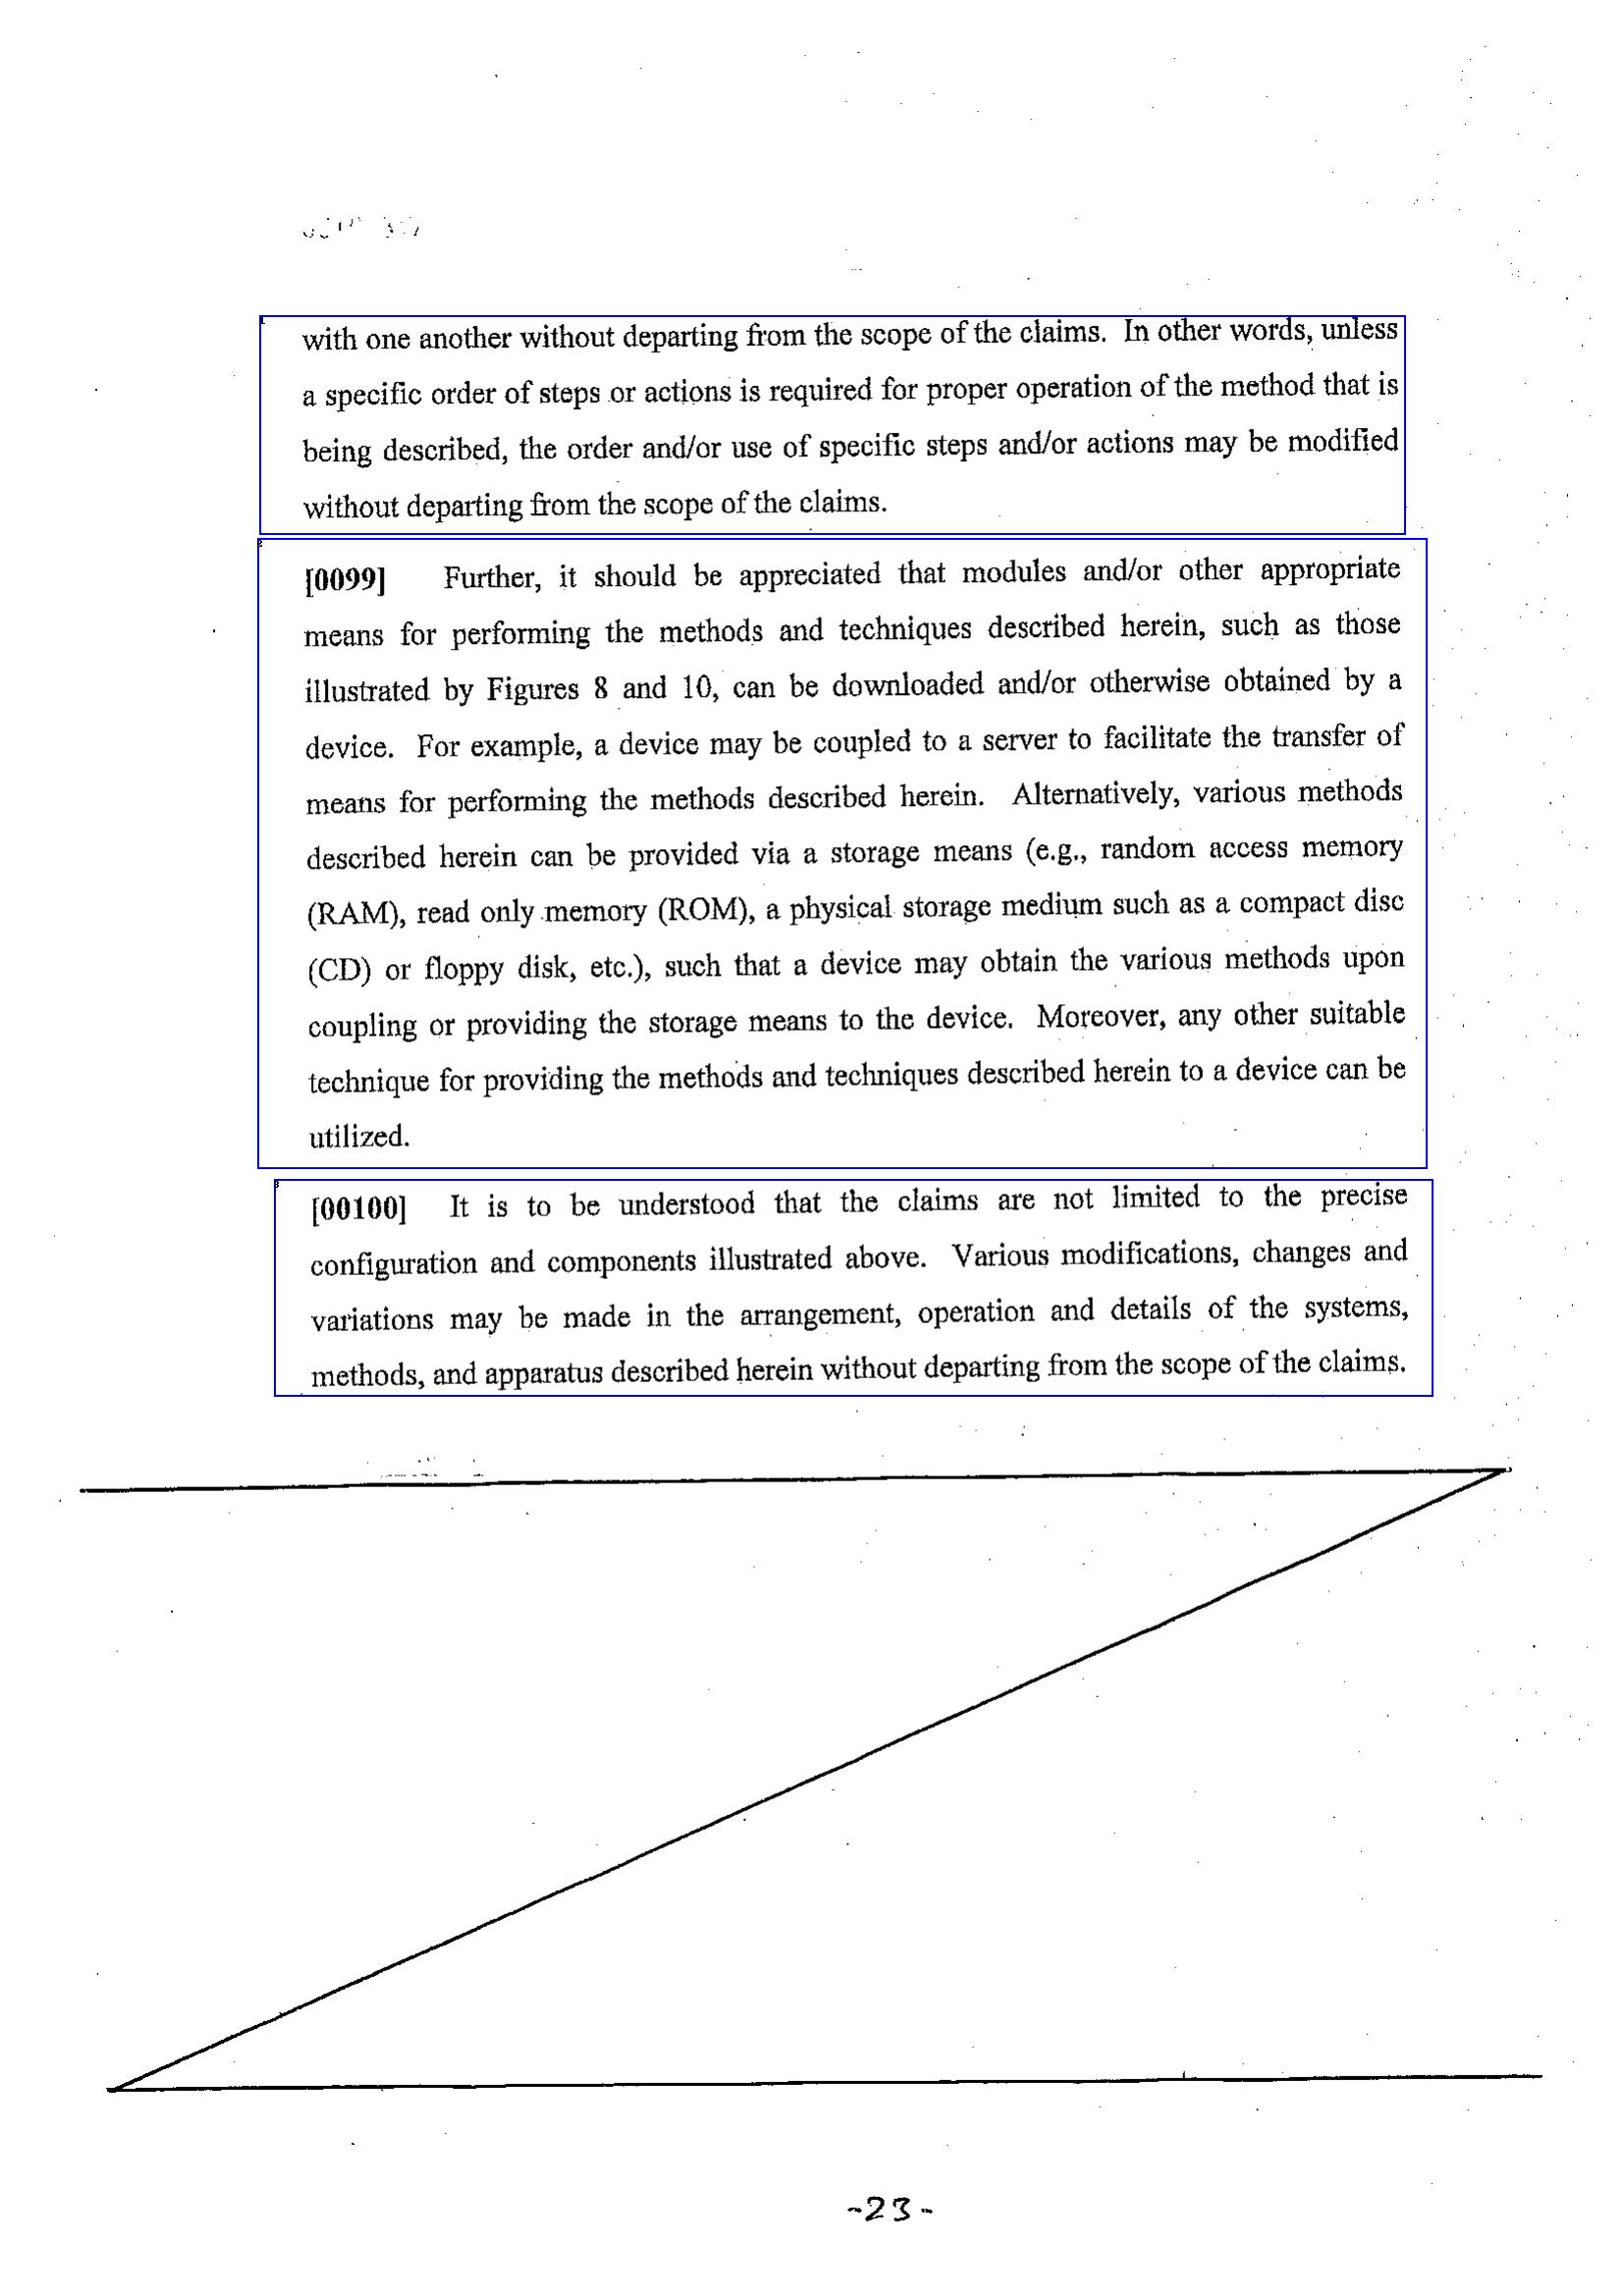 with one another without departing from the scope of the claims. In other words, unless
a specific order of steps or actions is required for proper operation of the method that is
being described, the order and/or use of specific steps and/or actions may be modified
without departing from the scope of the claims.
[0099] Further, it should be appreciated that modules and/or other appropriate
means for performing the methods and techniques described herein, such as those
illustrated by Figures 8 and 10, can be downloaded and/or otherwise obtained by a
device. For example, a device may be coupled to a server to facilitate the transfer of
means for performing the methods described herein. Alternatively, various methods
described herein can be provided via a storage means (e.g., random access memory
(RAM), read only memory (ROM), a physical storage medium such as a compact disc
(CD) or floppy disk, etc.), such that a device may obtain the various methods upon
coupling or providing the storage means to the device. Moreover, any other suitable
technique for providing the methods and techniques described herein to a device can be
utilized.
[00100] It is to be understood that the claims are not limited to the precise
configuration and components illustrated above. Various modifications, changes and
variations may be made in the arrangement, operation and details of the systems,
methods, and apparatus described herein without departing from the scope of the claims.
-23-